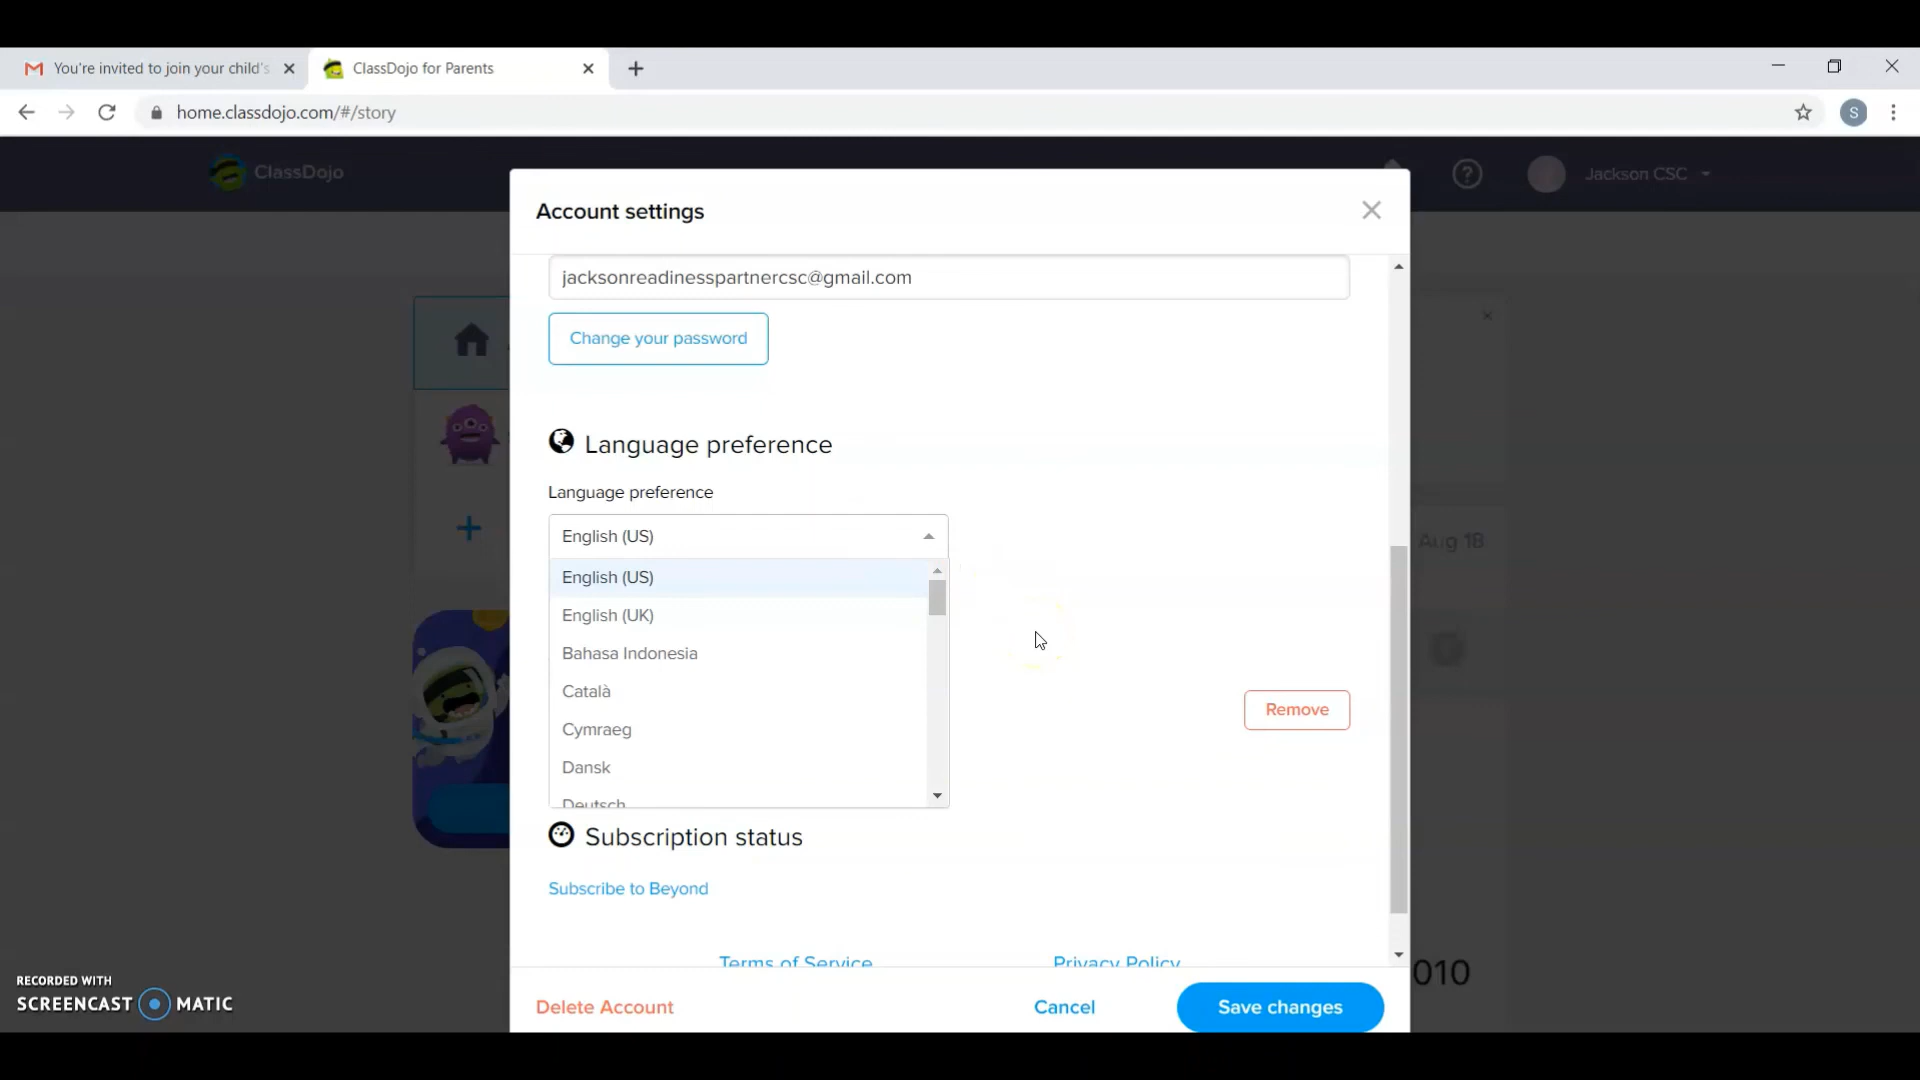 You're invited to join your child's
ClassDojo for Parents
home.classdojo.com/#/story
S
ClassDojo
?
Jackson CSC
Account settings
jacksonreadinesspartnercsc@gmail.com
Change your password
Language preference
Language preference
English (US)
English (US)
English (UK)
Bahasa Indonesia
Català
Cymraeg
Dansk
Deutsch
Aug 18
Remove
Subscription status
Subscribe to Beyond
Terms of Service
Privacy Policy
010
Delete Account
Cancel
Save changes
RECORDED WITH
SCREENCAST MATIC